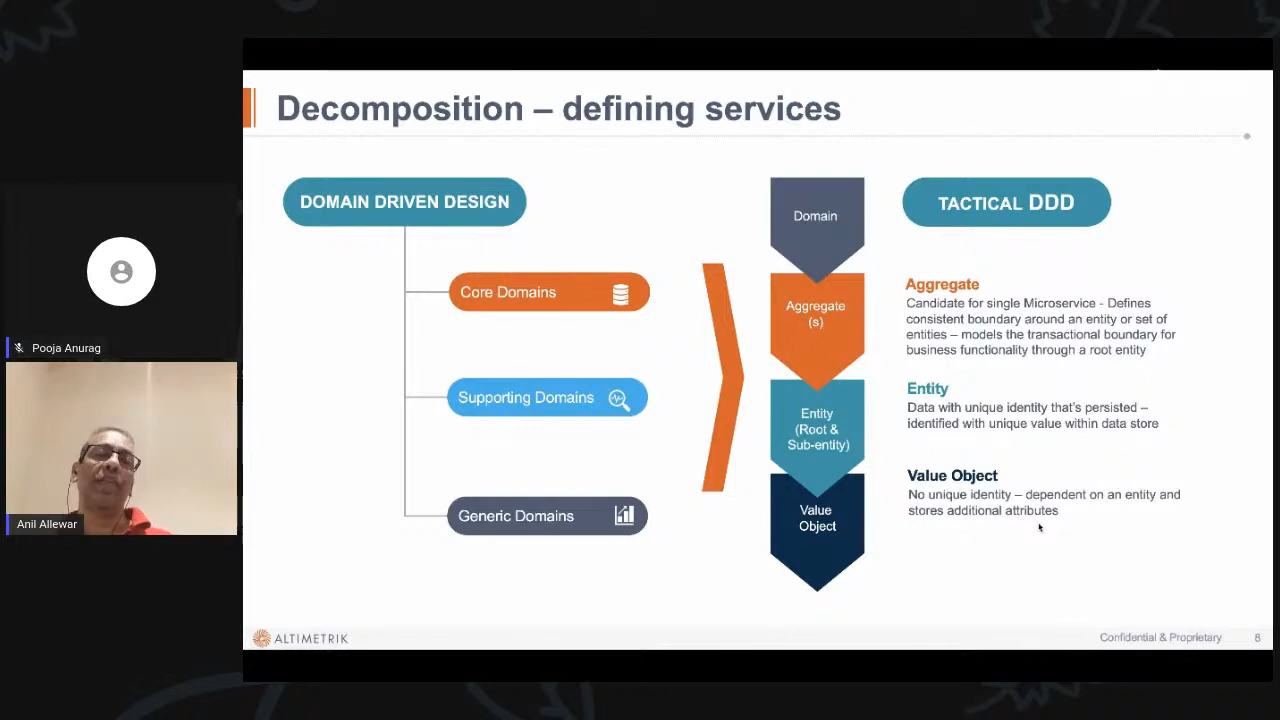 Decomposition – defining services
DOMAIN DRIVEN DESIGN
Core Domains
Supporting Domains
Generic Domains
Domain
Aggregate
(s)
Entity
(Root &
Sub-entity)
Value
Object
TACTICAL DDD
Aggregate
Candidate for single Microservice - Defines
consistent boundary around an entity or set of
entities – models the transactional boundary for
business functionality through a root entity
Entity
Data with unique identity that's persisted –
identified with unique value within data store
Value Object
No unique identity – dependent on an entity and
stores additional attributes
Pooja Anurag
Anil Allewar
ALTIMETRIK
Confidential & Proprietary
8